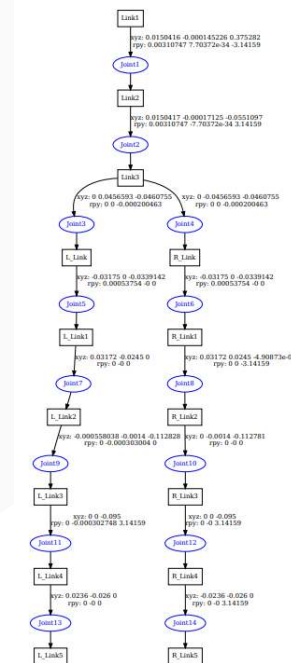 Link1
xyz: 0.0150416 -0.000145226 0.375282
rpy: 0.00310747 7.70372e-34 -3.14159
Joint1
Link2
xyz: 0.0150417 -0.00017125 -0.0551097
rpy: 0.00310747 -7.70372e-34 3.14159
Joint2
Link3
xyz: 0 0.0456593 -0.0460755
rpy: 0 0 -0.000200463
xyz: 0 -0.0456593 -0.0460755
rpy: 0 0 -0.000200463
Joint3
Joint4
L_Link
R_Link
xyz: -0.03175 0 -0.0339142
rpy: 0.00053754 -0 0
xyz: -0.03175 0 -0.0339142
rpy: 0.00053754 -0 0
Joint5
Joint6
L_Link1
R_Link1
xyz: 0.03172 -0.0245 0
rpy: 0 -0 0
xyz: 0.03172 0.0245 -4.90873e-0
rpy: 0 0 -3.14159
Joint7
Joint8
L_Link2
R_Link2
xyz: -0.000558038 -0.0014 -0.112828
rpy: 0 -0.000303004 0
xyz: 0 -0.0014 -0.112781
rpy: 0 -0 0
Joint9
Joint10
L_Link3
R_Link3
xyz: 0 0 -0.095
rpy: 0 -0.000302748 3.14159
xyz: 0 0 -0.095
rpy: 0 -0 3.14159
Joint11
Joint12
L_Link4
R_Link4
xyz: 0.0236 -0.026 0
rpy: 0 -0 0
xyz: -0.0236 -0.026 0
rpy: 0 -0 3.14159
Joint13
Joint14
L_Link5
R_Link5